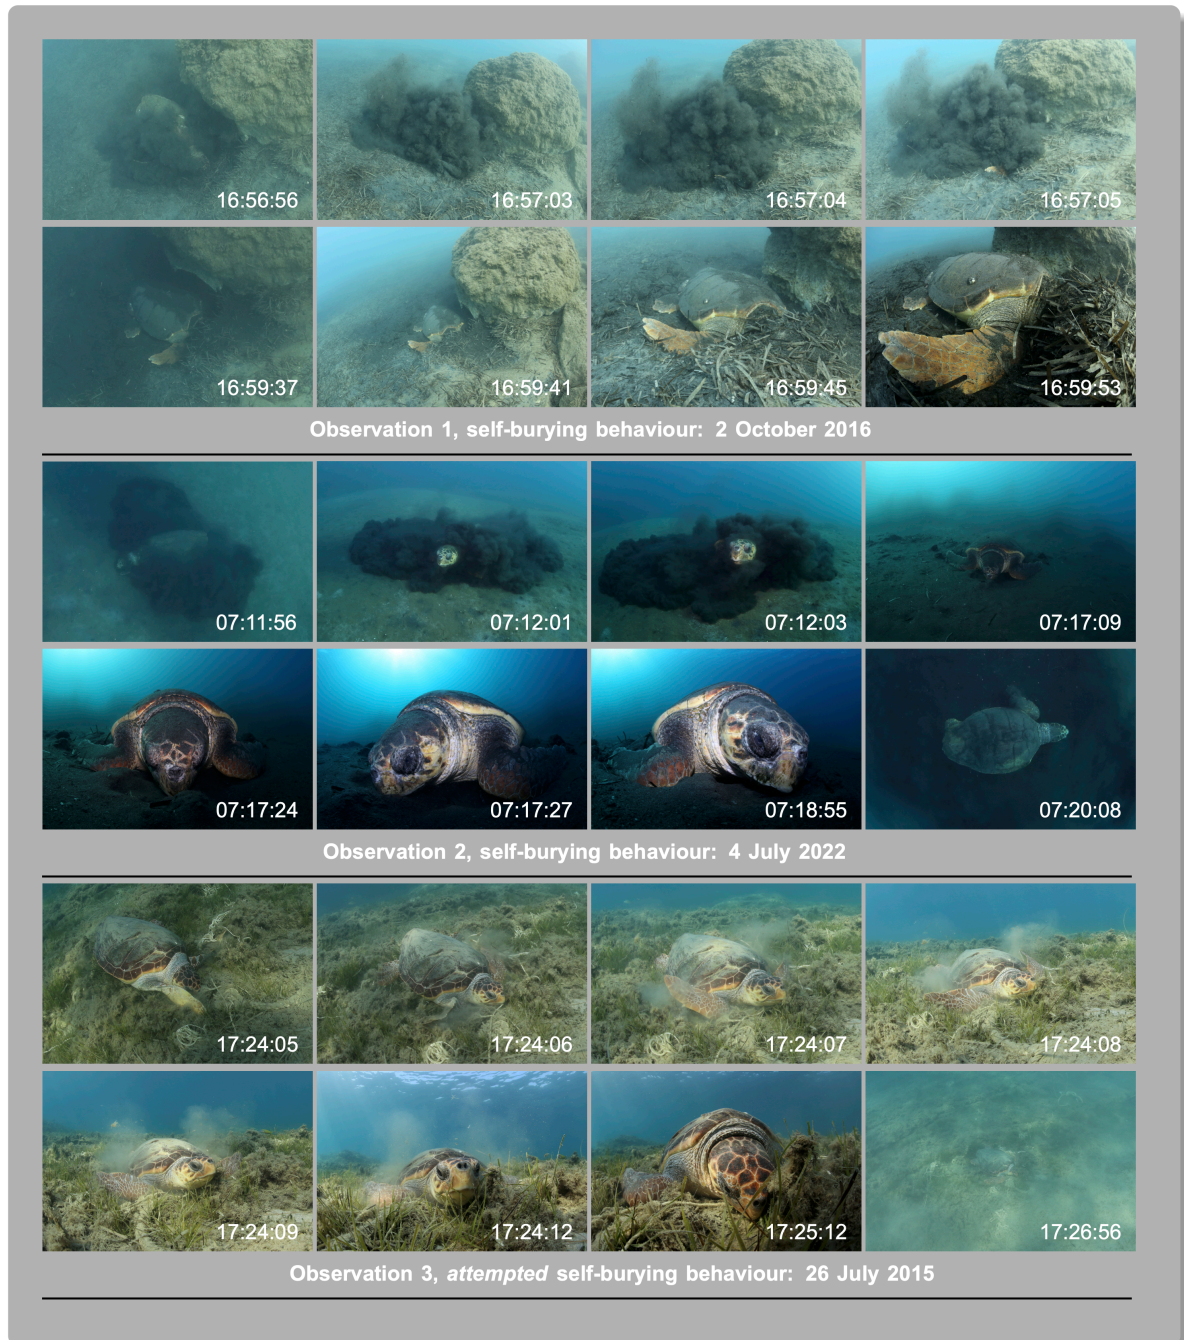 16:56:56 16:57:03 16:57:04 16:57:05
16:59:37 16:59:41 16:59:45 16:59:53
Observation 1, self-burying behaviour: 2 October 2016
07:11:56 07:12:01 07:12:03 07:17:09
07:17:24 07:17:27 07:18:55 07:20:08
Observation 2, self-burying behaviour: 4 July 2022
17:24:05 17:24:06 17:24:07 17:24:08
17:24:09 17:24:12 17:25:12 17:26:56
Observation 3, attempted self-burying behaviour: 26 July 2015